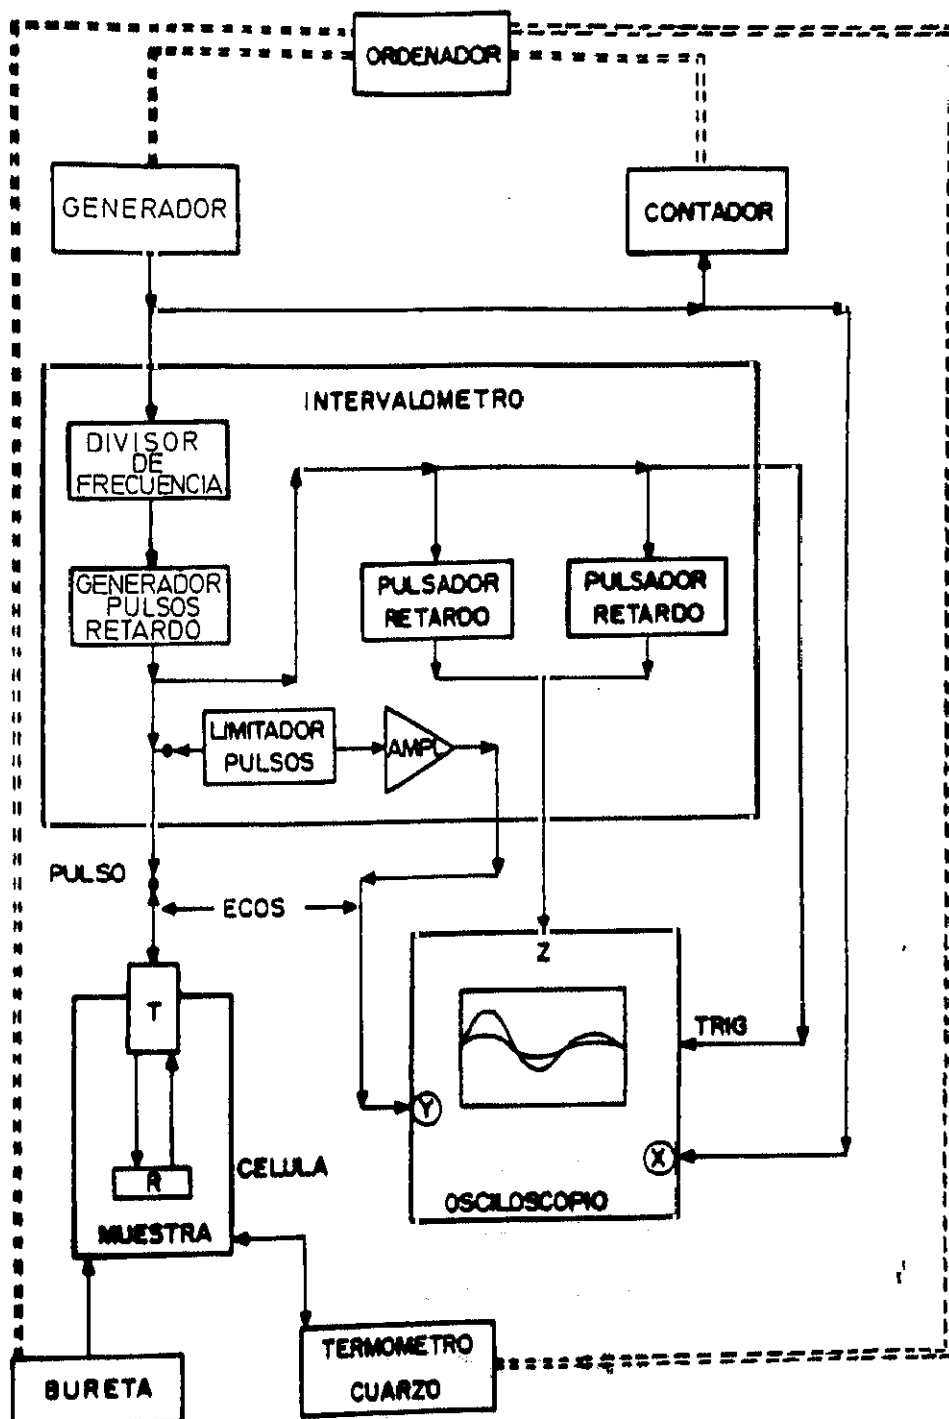 ORDENADOR
GENERADOR
CONTADOR
INTERVALOMETRO
DIVISOR
DE
FRECUENCIA
GENERADOR
PULSOS
RETARDO
PULSADOR
RETARDO
PULSADOR
RETARDO
LIMITADOR
PULSOS
AMPL
PULSO
ECOS
Z
T
TRIG
Y
X
R
CELULA
OSCILOSCOPIO
MUESTRA
TERMOMETRO
CUARZO
BURETA